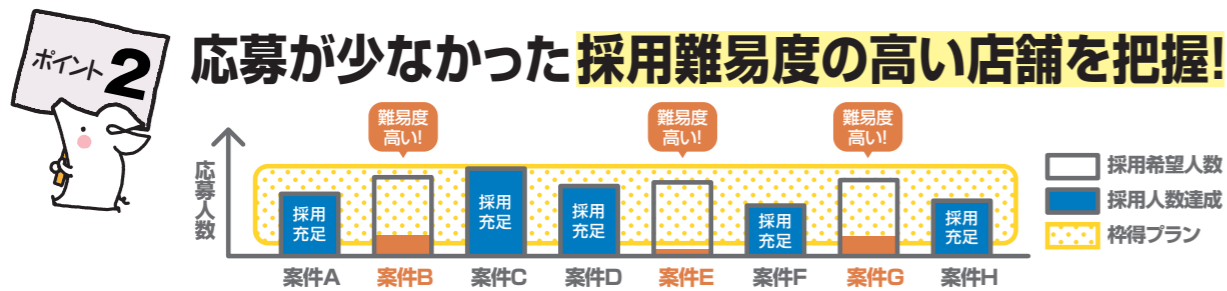 ポイント2
応募が少なかった採用難易度の高い店舗を把握!
難易度
高い!
難易度
高い!
難易度
高い!
応募人数
採用
充足
採用
充足
採用
充足
採用
充足
採用
充足
案件A
案件B
案件C
案件D
案件E
案件F
案件G
案件H
採用希望人数
採用人数達成
枠得プラン